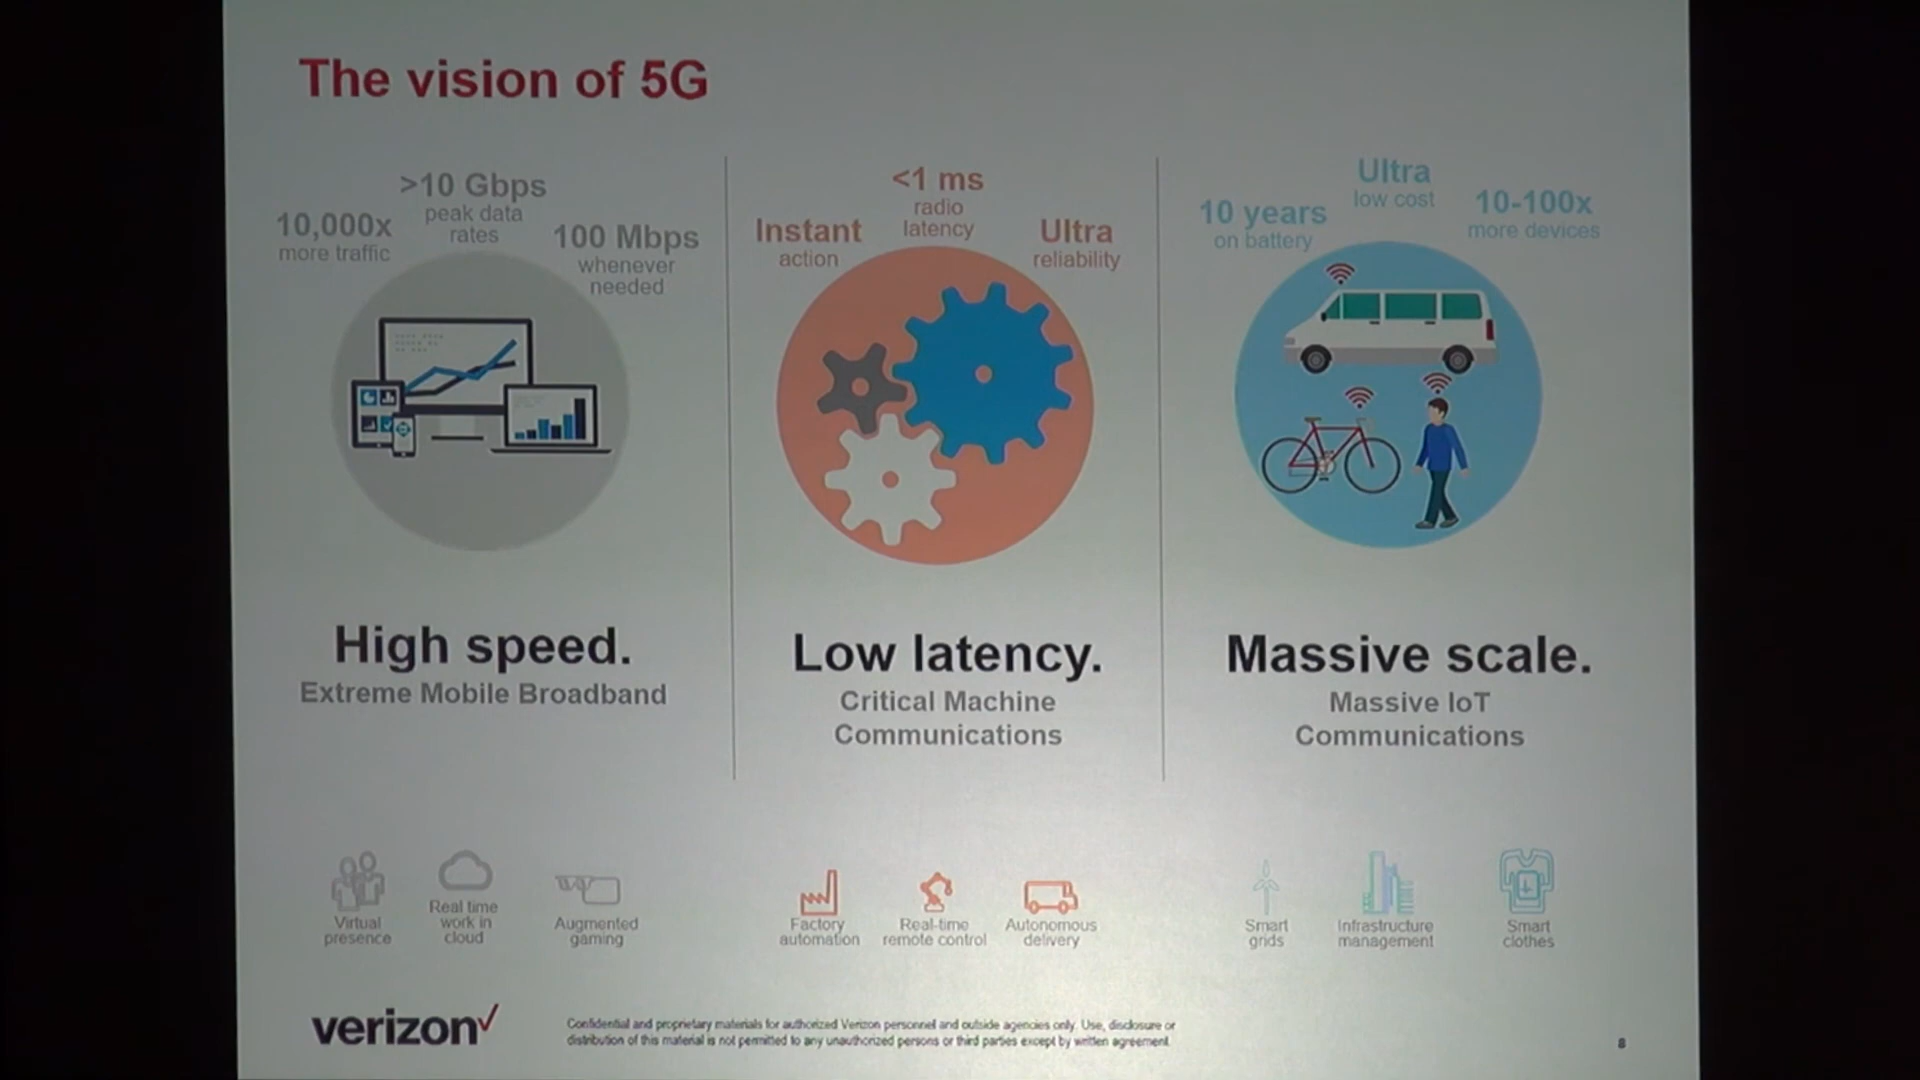 The vision of 5G
10,000x
more traffic
>10 Gbps
peak data
rates
100 Mbps
whenever
needed
Instant
action
<1 ms
radio
latency
Ultra
reliability
10 years
on battery
Ultra
low cost
10-100x
more devices
High speed.
Extreme Mobile Broadband
Low latency.
Critical Machine
Communications
Massive scale.
Massive IoT
Communications
Virtual
presence
Real time
work in
cloud
Augmented
gaming
Factory
automation
Real-time
remote control
Autonomous
delivery
Smart
grids
Infrastructure
management
Smart
clothes
verizon
Confidential and proprietary materials for authorized Verizon personnel and outside agencies only. Use, disclosure or
distribution of this material is not permitted to any unauthorized persons or third parties except by written agreement.
8